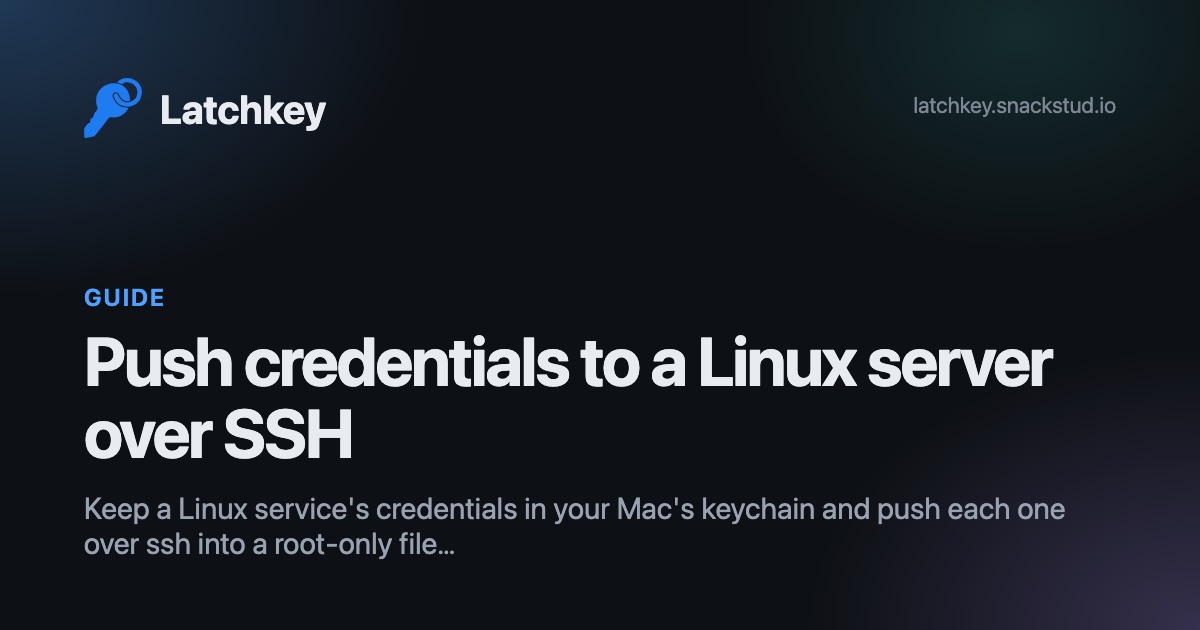 Latchkey
latchkey.snackstud.io
GUIDE
Push credentials to a Linux server
over SSH
Keep a Linux service's credentials in your Mac's keychain and push each one
over ssh into a root-only file...